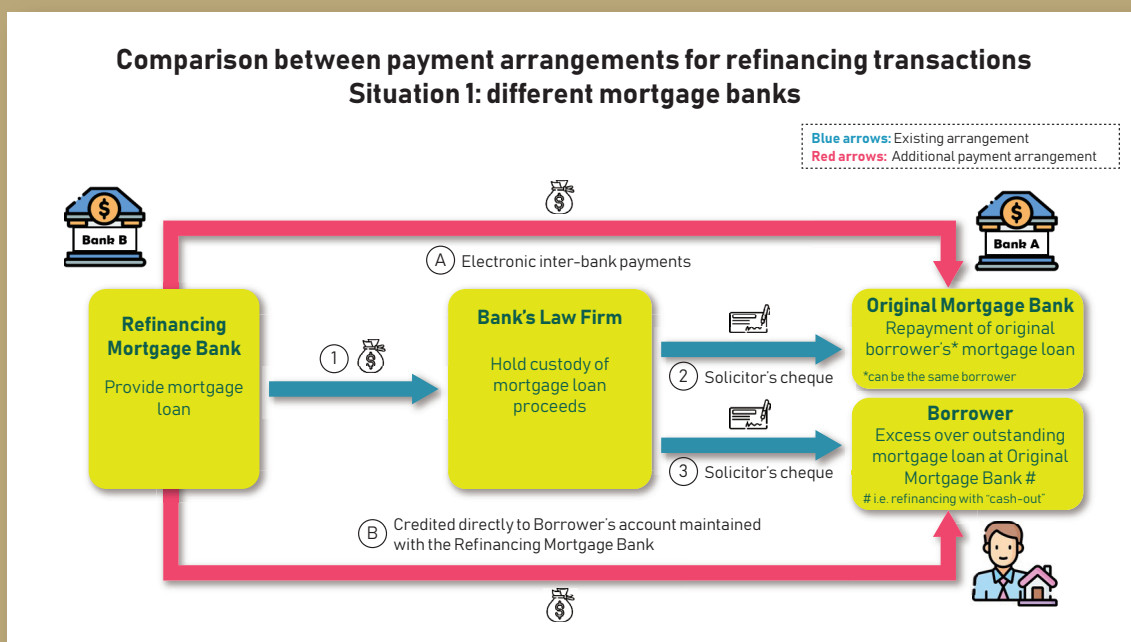 Comparison between payment arrangements for refinancing transactions
Situation 1: different mortgage banks
Blue arrows: Existing arrangement
Red arrows: Additional payment arrangement
$
$
Bank B
$
Bank A
A Electronic inter-bank payments
Refinancing
Mortgage Bank
Provide mortgage
loan
1
$
Bank's Law Firm
Hold custody of
mortgage loan
proceeds
2 Solicitor's cheque
3 Solicitor's cheque
Original Mortgage Bank
Repayment of original
borrower's* mortgage loan
*can be the same borrower
Borrower
Excess over outstanding
mortgage loan at Original
Mortgage Bank #
# i.e. refinancing with "cash-out"
B Credited directly to Borrower's account maintained
with the Refinancing Mortgage Bank
$